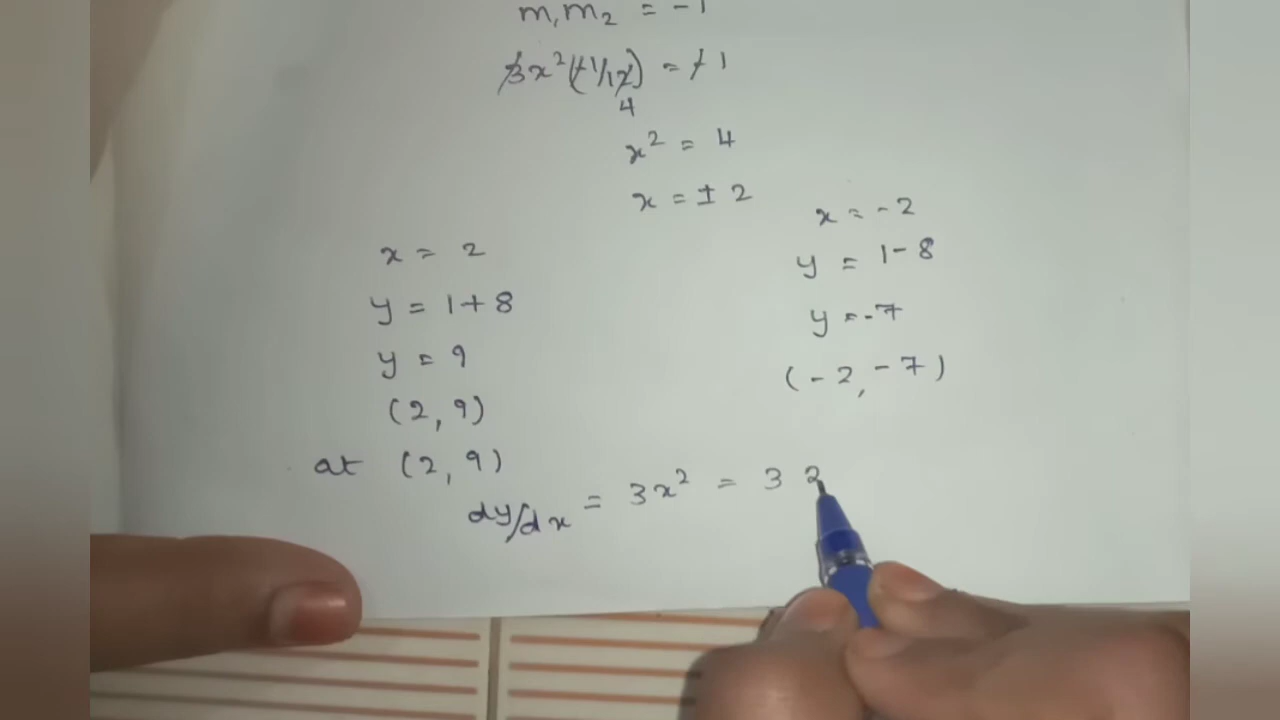 m₁m₂ = -1
3x²(-1/12) = -1
4
x² = 4
x = ± 2
x = 2
y = 1+8
y = 9
(2, 9)
x = -2
y = 1-8
y = -7
(-2, -7)
at (2, 9)
dy/dx = 3x² = 3 2